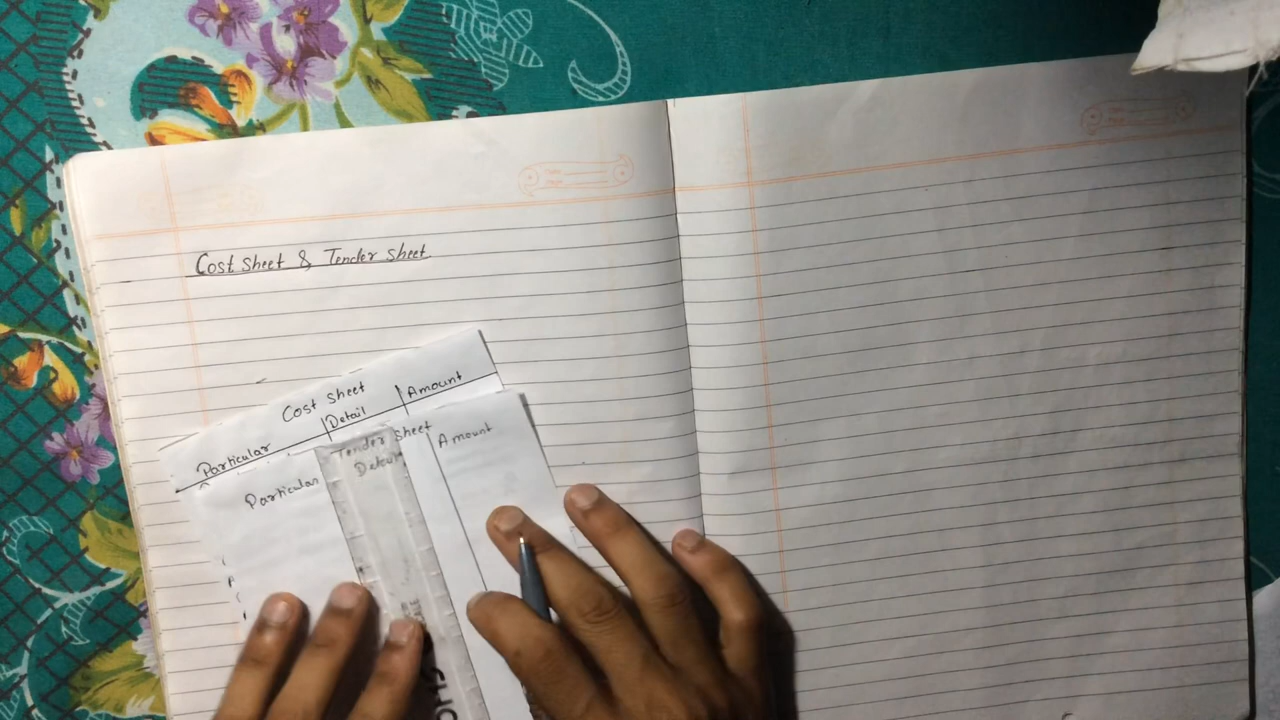 Cost sheet & Tender sheet.
Cost sheet
Particular Detail Amount
Tender sheet
Particular Detail Amount